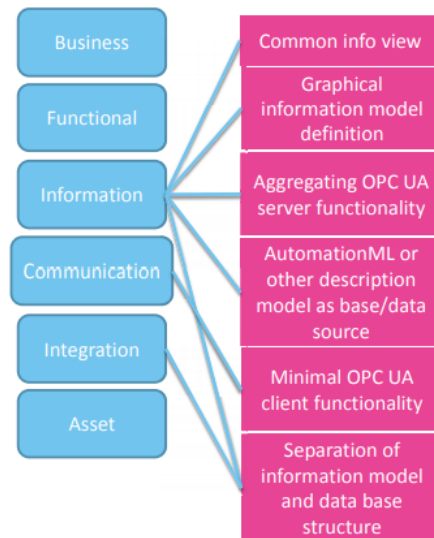 Business
Functional
Information
Communication
Integration
Asset
Common info view
Graphical
information model
definition
Aggregating OPC UA
server functionality
AutomationML or
other description
model as base/data
source
Minimal OPC UA
client functionality
Separation of
information model
and data base
structure